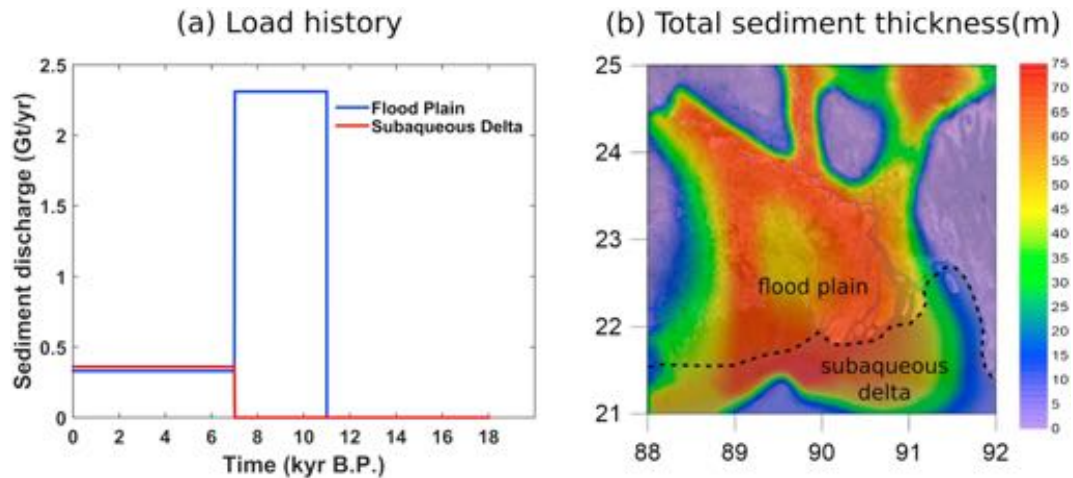 (a) Load history
2.5
2
1.5
1
0.5
0
Sediment discharge (Gt/yr)
Flood Plain
Subaqueous Delta
0 2 4 6 8 10 12 14 16 18
Time (kyr B.P.)
(b) Total sediment thickness(m)
25
24
23
22
21
88 89 90 91 92
flood plain
subaqueous
delta
75
70
65
60
55
50
45
40
35
30
25
20
15
10
5
0